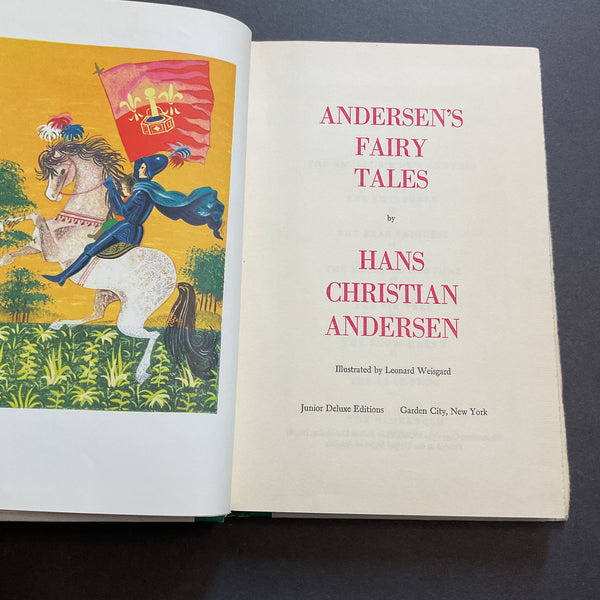 ANDERSEN'S
FAIRY
TALES
by
HANS
CHRISTIAN
ANDERSEN
Illustrated by Leonard Weisgard
Junior Deluxe Editions Garden City, New York